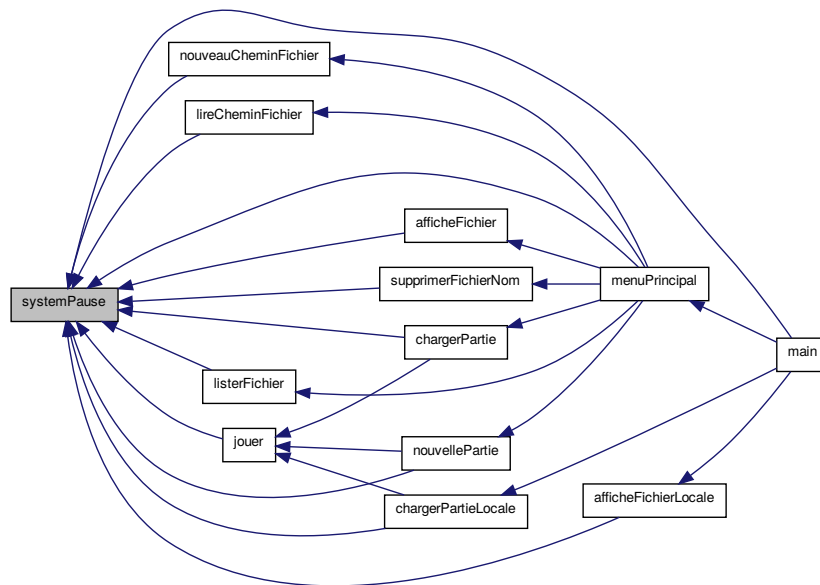 nouveauCheminFichier
lireCheminFichier
afficheFichier
supprimerFichierNom
menuPrincipal
systemPause
chargerPartie
main
listerFichier
jouer
nouvellePartie
afficheFichierLocale
chargerPartieLocale